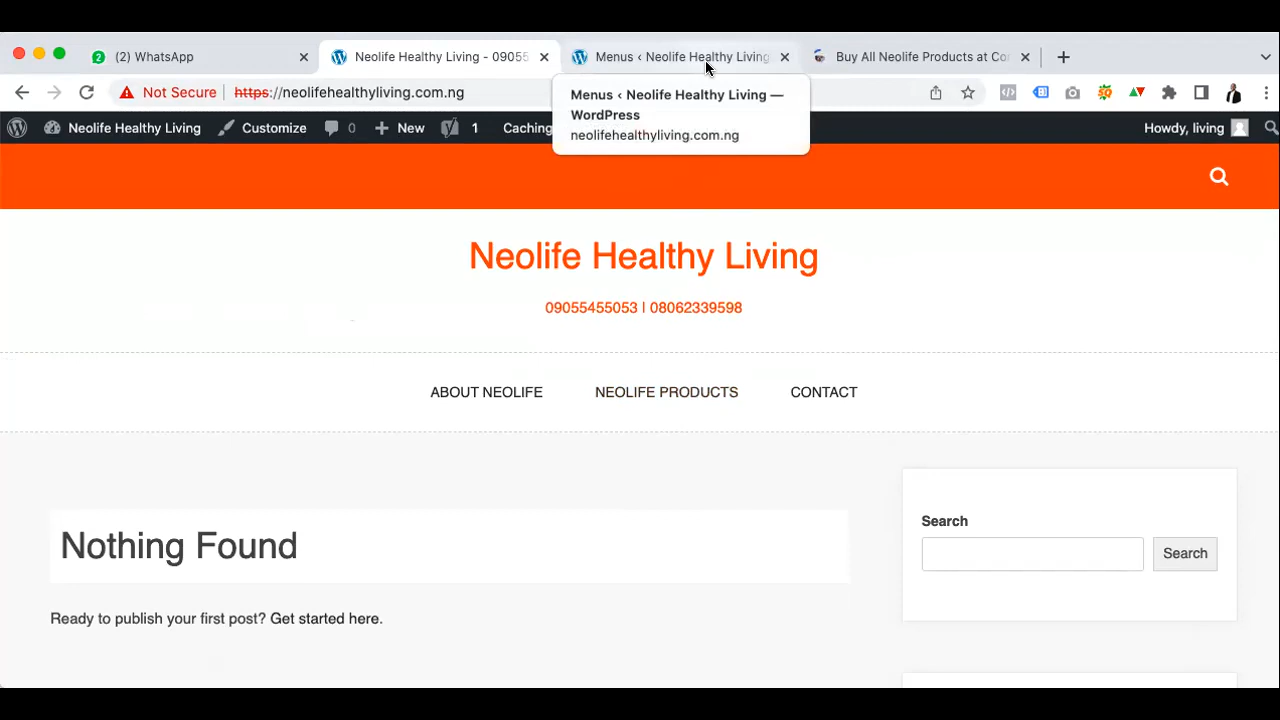 (2) WhatsApp
Neolife Healthy Living - 09055
Menus ‹ Neolife Healthy Living
Buy All Neolife Products at Cor
Not Secure
https://neolifehealthyliving.com.ng
Menus ‹ Neolife Healthy Living —
WordPress
neolifehealthyliving.com.ng
Neolife Healthy Living
Customize
0
New
1
Caching
Howdy, living
Neolife Healthy Living
09055455053 | 08062339598
ABOUT NEOLIFE
NEOLIFE PRODUCTS
CONTACT
Nothing Found
Ready to publish your first post? Get started here.
Search
Search